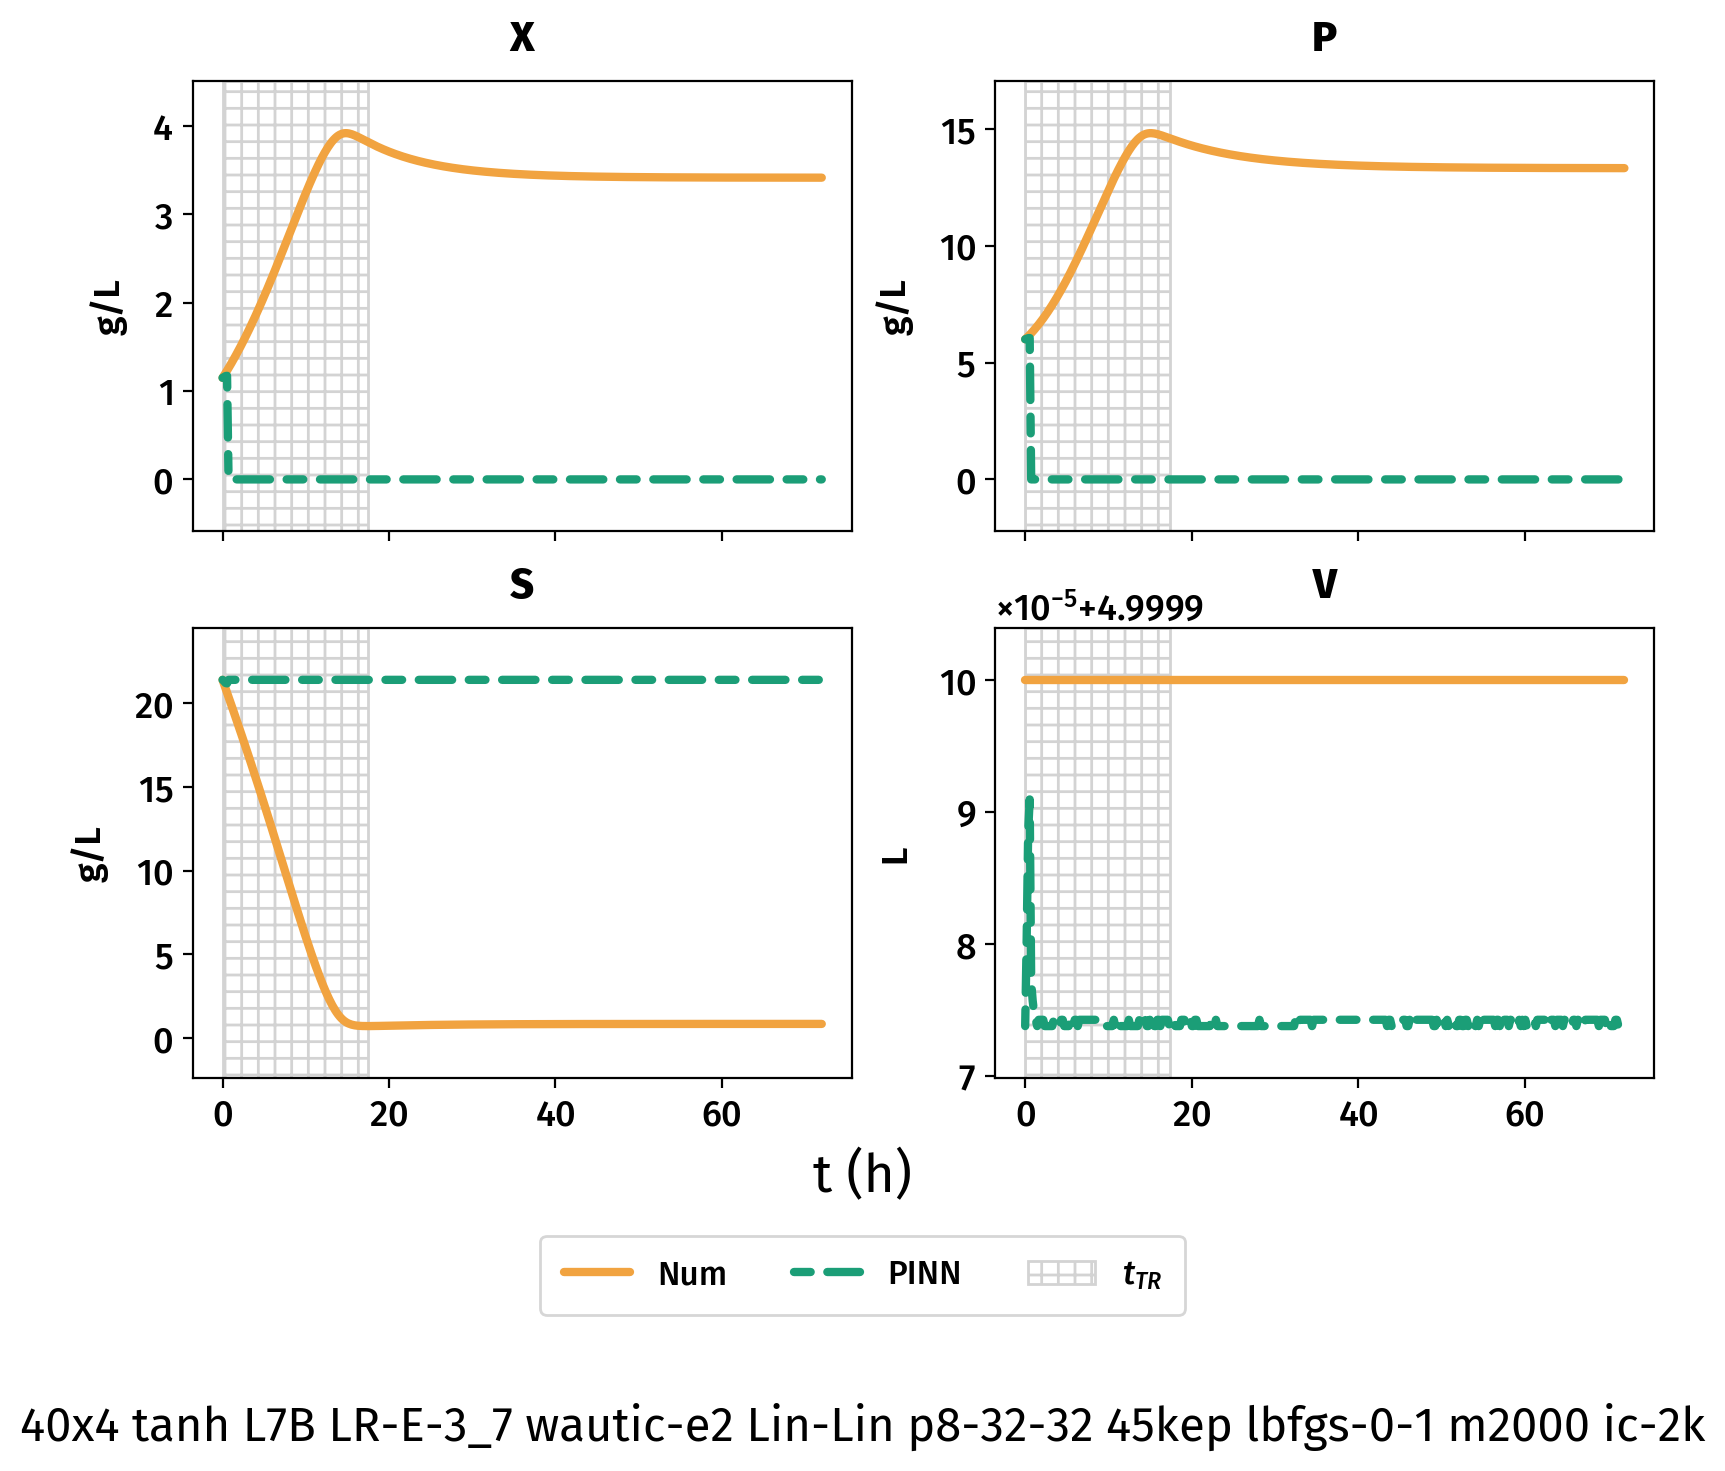 X
P
4
3
2
1
0
g/L
15
10
5
0
g/L
S
V
×10⁻⁵+4.9999
20
15
10
5
0
g/L
10
9
8
7
L
0 20 40 60
0 20 40 60
t (h)
Num PINN t_TR
40x4 tanh L7B LR-E-3_7 wautic-e2 Lin-Lin p8-32-32 45kep lbfgs-0-1 m2000 ic-2k